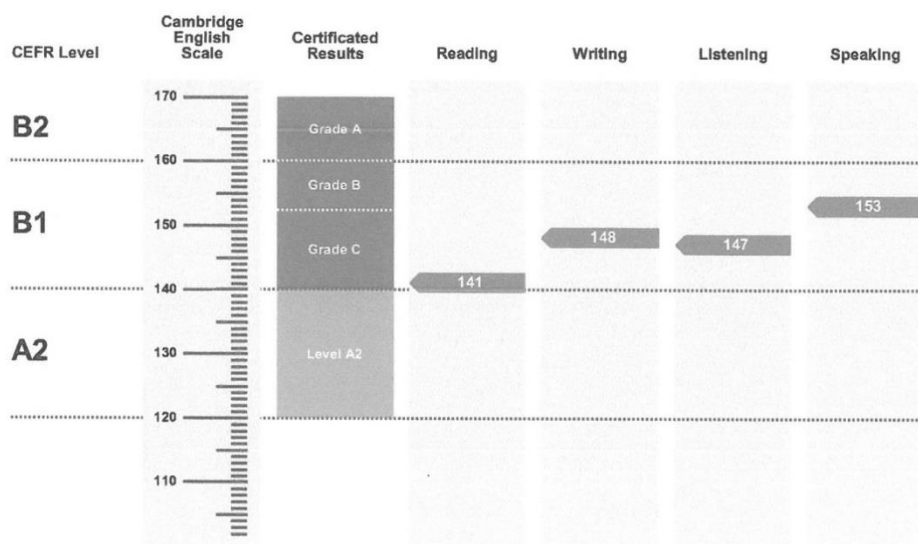 CEFR Level
Cambridge
English
Scale
Certificated
Results
Reading
Writing
Listening
Speaking
B2
B1
A2
170
160
150
140
130
120
110
Grade A
Grade B
Grade C
Level A2
141
148
147
153